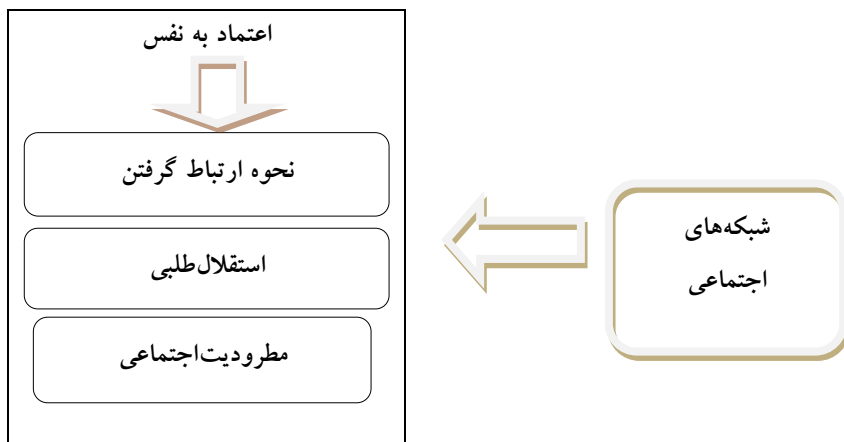 اعتماد به نفس
نحوه ارتباط گرفتن
استقلال‌طلبی
مطرودیت‌اجتماعی
شبکه‌های
اجتماعی